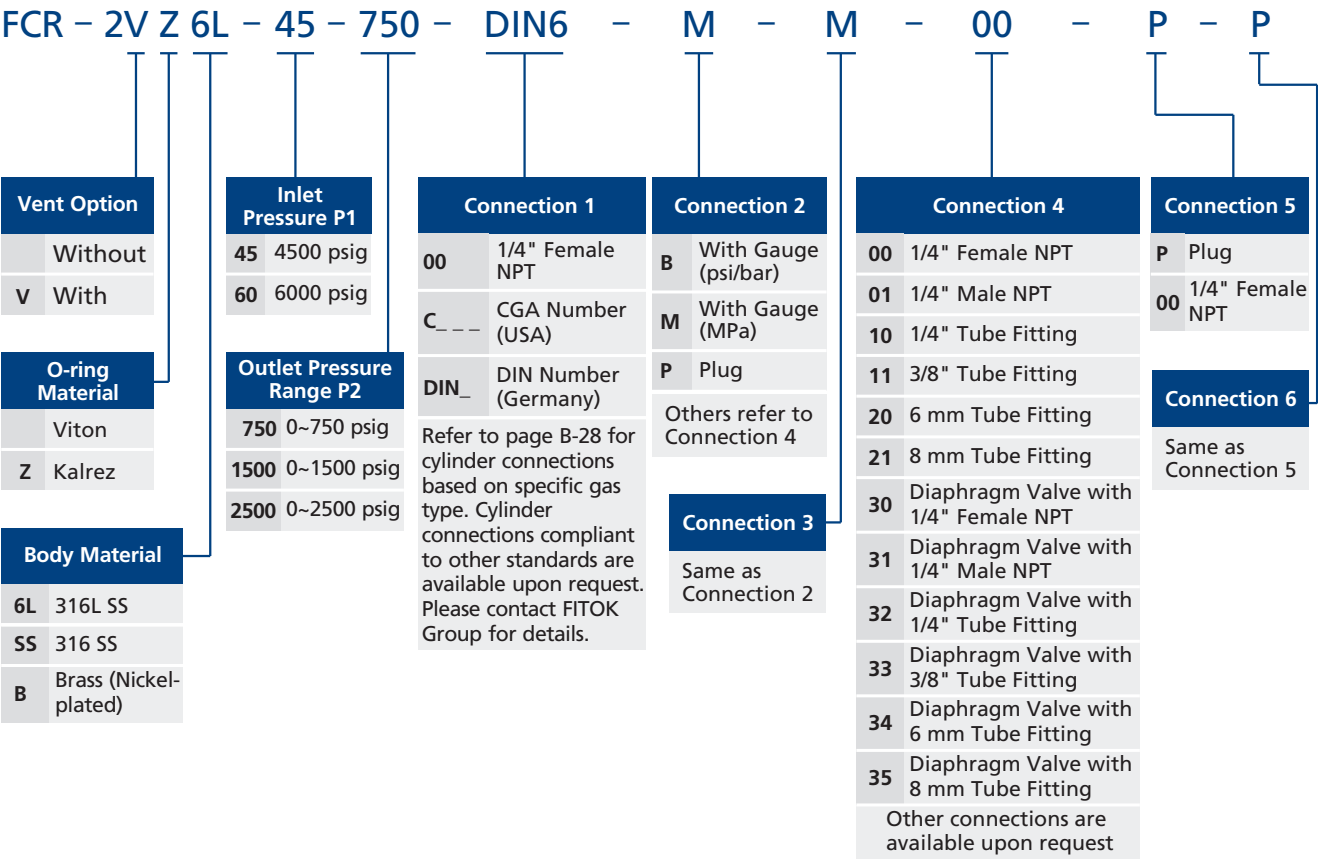 FCR – 2V Z 6L – 45 – 750 – DIN6 – M – M – 00 – P – P
Vent Option
Without
V With
O-ring
Material
Viton
Z Kalrez
Body Material
6L 316L SS
SS 316 SS
B Brass (Nickel-
plated)
Inlet
Pressure P1
45 4500 psig
60 6000 psig
Outlet Pressure
Range P2
750 0~750 psig
1500 0~1500 psig
2500 0~2500 psig
Connection 1
00 1/4" Female
NPT
C_ _ _ CGA Number
(USA)
DIN_ DIN Number
(Germany)
Refer to page B-28 for
cylinder connections
based on specific gas
type. Cylinder
connections compliant
to other standards are
available upon request.
Please contact FITOK
Group for details.
Connection 2
B With Gauge
(psi/bar)
M With Gauge
(MPa)
P Plug
Others refer to
Connection 4
Connection 3
Same as
Connection 2
Connection 4
00 1/4" Female NPT
01 1/4" Male NPT
10 1/4" Tube Fitting
11 3/8" Tube Fitting
20 6 mm Tube Fitting
21 8 mm Tube Fitting
30 Diaphragm Valve with
1/4" Female NPT
31 Diaphragm Valve with
1/4" Male NPT
32 Diaphragm Valve with
1/4" Tube Fitting
33 Diaphragm Valve with
3/8" Tube Fitting
34 Diaphragm Valve with
6 mm Tube Fitting
35 Diaphragm Valve with
8 mm Tube Fitting
Other connections are
available upon request
Connection 5
P Plug
00 1/4" Female
NPT
Connection 6
Same as
Connection 5